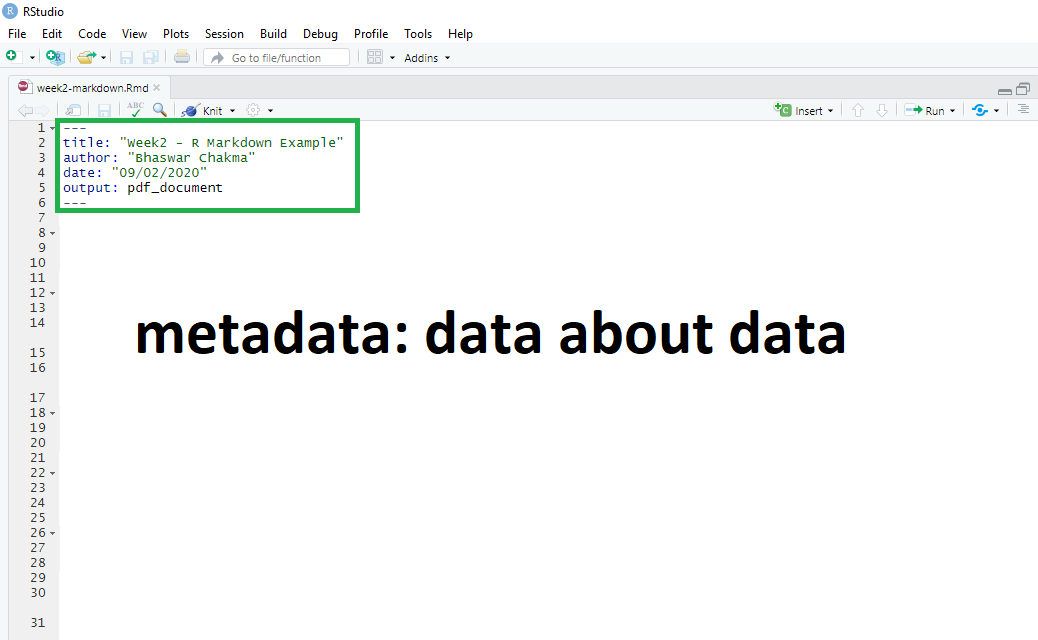 RStudio
File Edit Code View Plots Session Build Debug Profile Tools Help
Go to file/function Addins
week2-markdown.Rmd
ABC Knit Insert Run
1 ---
2 title: "Week2 - R Markdown Example"
3 author: "Bhaswar Chakma"
4 date: "09/02/2020"
5 output: pdf_document
6 ---
7
8
9
10
11
12
13
14
metadata: data about data
15
16
17
18
19
20
21
22
23
24
25
26
27
28
29
30
31